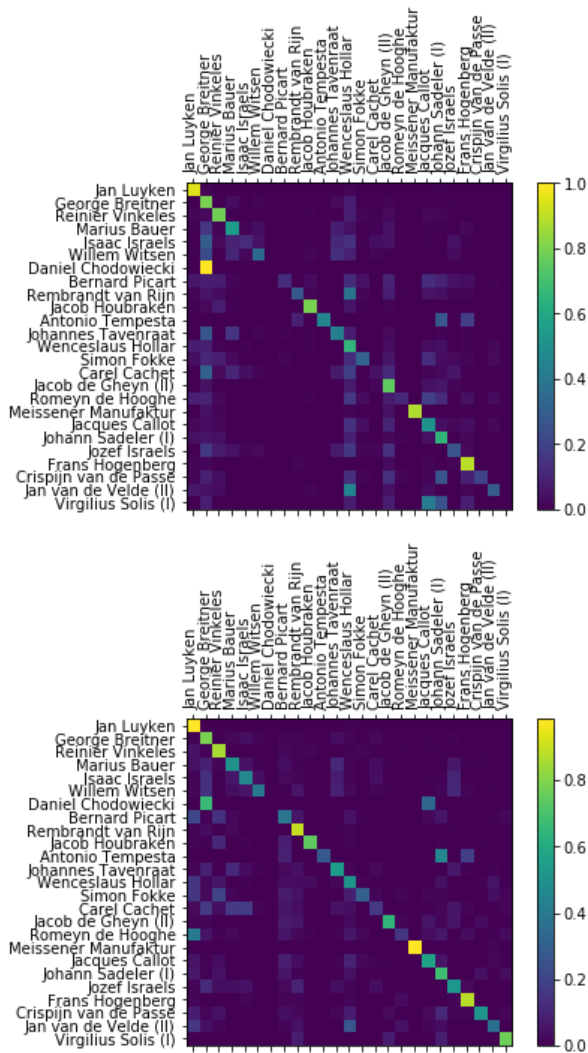 Jan Luyken
George Breitner
Reinier Vinkeles
Marius Bauer
Isaac Israels
Willem Witsen
Daniel Chodowiecki
Bernard Picart
Rembrandt van Rijn
Jacob Houbraken
Antonio Tempesta
Johannes Tavenraat
Wenceslaus Hollar
Simon Fokke
Carel Cachet
Jacob de Gheyn (II)
Romeyn de Hooghe
Meissener Manufaktur
Jacques Callot
Johann Sadeler (I)
Jozef Israels
Frans Hogenberg
Crispijn Van de Passe
Jan van de Velde (II)
Virgilius Solis (I)
Jan Luyken
George Breitner
Reinier Vinkeles
Marius Bauer
Isaac Israels
Willem Witsen
Daniel Chodowiecki
Bernard Picart
Rembrandt van Rijn
Jacob Houbraken
Antonio Tempesta
Johannes Tavenraat
Wenceslaus Hollar
Simon Fokke
Carel Cachet
Jacob de Gheyn (II)
Romeyn de Hooghe
Meissener Manufaktur
Jacques Callot
Johann Sadeler (I)
Jozef Israels
Frans Hogenberg
Crispijn van de Passe
Jan van de Velde (II)
Virgilius Solis (I)
1.0
0.8
0.6
0.4
0.2
0.0
Jan Luyken
George Breitner
Reinier Vinkeles
Marius Bauer
Isaac Israels
Willem Witsen
Daniel Chodowiecki
Bernard Picart
Rembrandt van Rijn
Jacob Houbraken
Antonio Tempesta
Johannes Tavenraat
Wenceslaus Hollar
Simon Fokke
Carel Cachet
Jacob de Gheyn (II)
Romeyn de Hooghe
Meissener Manufaktur
Jacques Callot
Johann Sadeler (I)
Jozef Israels
Frans Hogenberg
Crispijn Van de Passe
Jan van de Velde (II)
Virgilius Solis (I)
Jan Luyken
George Breitner
Reinier Vinkeles
Marius Bauer
Isaac Israels
Willem Witsen
Daniel Chodowiecki
Bernard Picart
Rembrandt van Rijn
Jacob Houbraken
Antonio Tempesta
Johannes Tavenraat
Wenceslaus Hollar
Simon Fokke
Carel Cachet
Jacob de Gheyn (II)
Romeyn de Hooghe
Meissener Manufaktur
Jacques Callot
Johann Sadeler (I)
Jozef Israels
Frans Hogenberg
Crispijn van de Passe
Jan van de Velde (II)
Virgilius Solis (I)
0.8
0.6
0.4
0.2
0.0